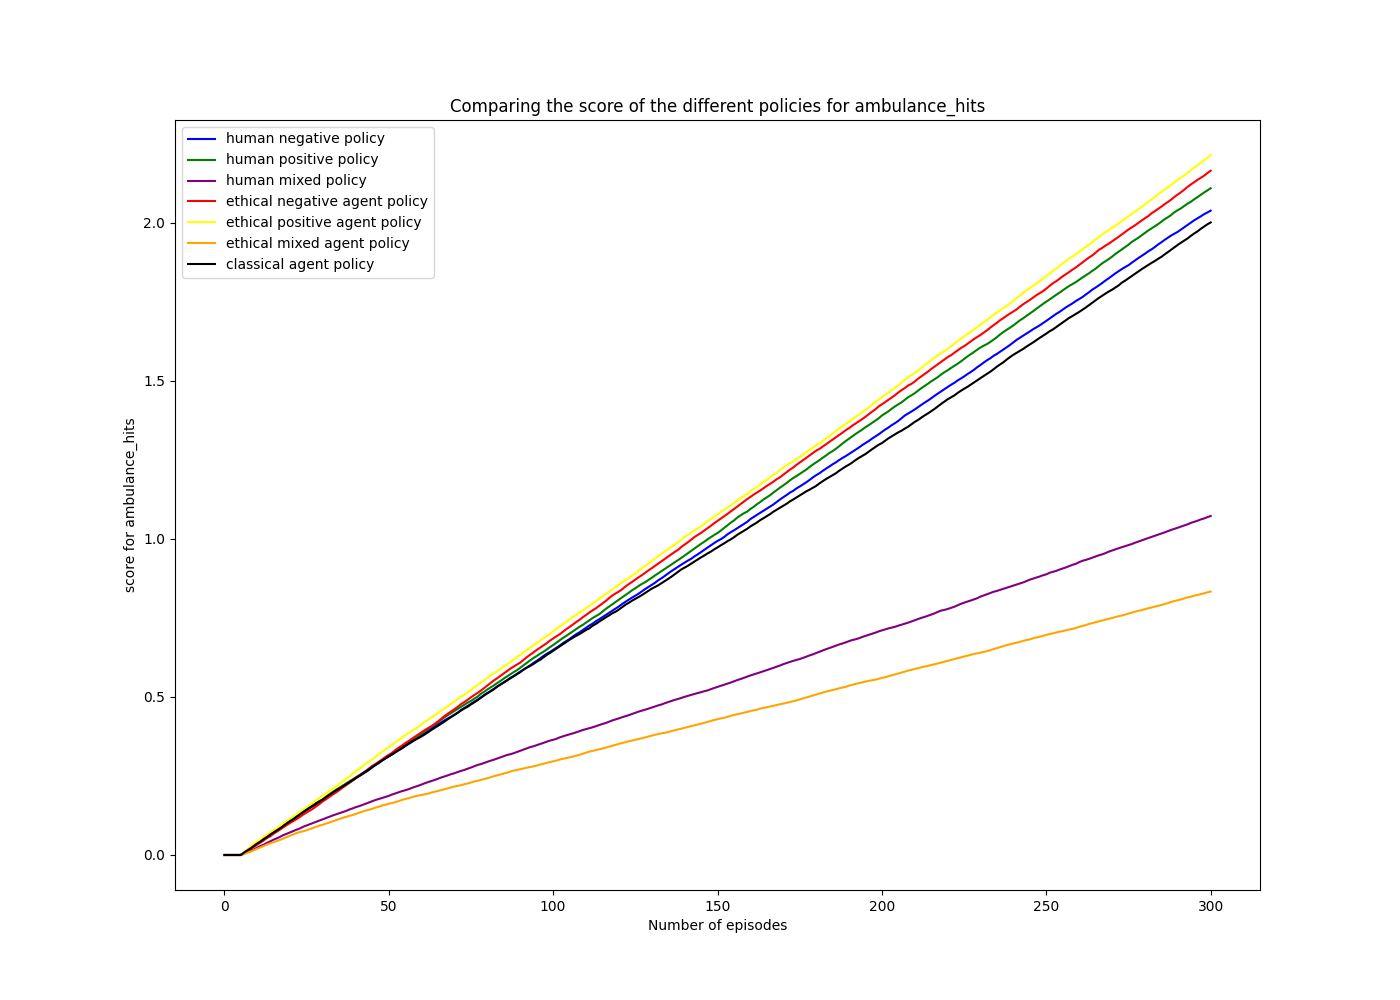 Comparing the score of the different policies for ambulance_hits
human negative policy
human positive policy
human mixed policy
ethical negative agent policy
ethical positive agent policy
ethical mixed agent policy
classical agent policy
2.0
1.5
1.0
0.5
0.0
score for ambulance_hits
0 50 100 150 200 250 300
Number of episodes